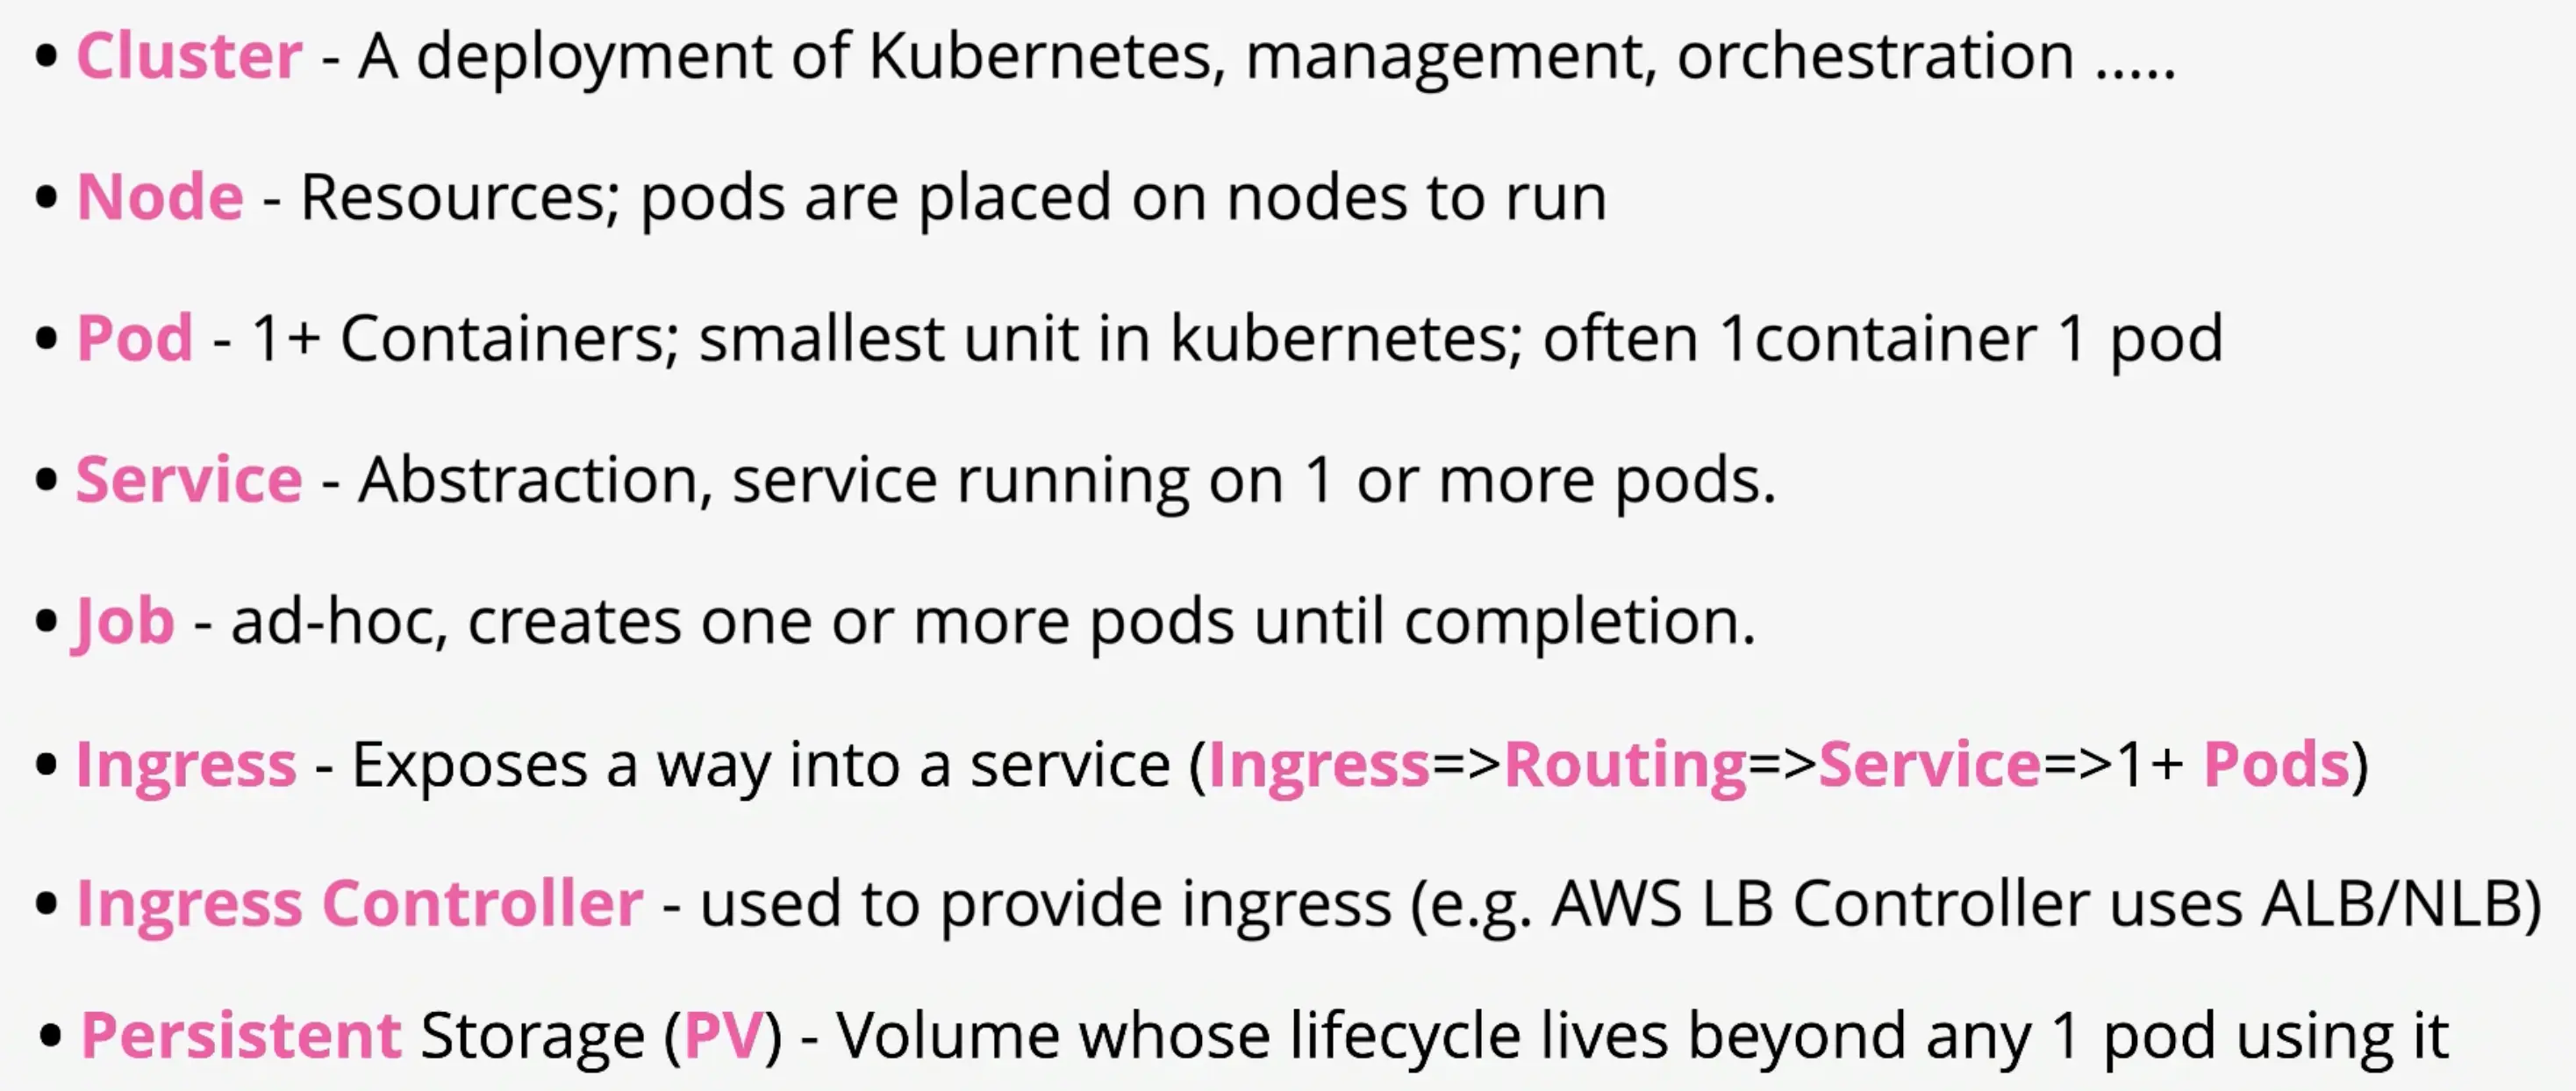 • Cluster - A deployment of Kubernetes, management, orchestration .....
• Node - Resources; pods are placed on nodes to run
• Pod - 1+ Containers; smallest unit in kubernetes; often 1container 1 pod
• Service - Abstraction, service running on 1 or more pods.
• Job - ad-hoc, creates one or more pods until completion.
• Ingress - Exposes a way into a service (Ingress=>Routing=>Service=>1+ Pods)
• Ingress Controller - used to provide ingress (e.g. AWS LB Controller uses ALB/NLB)
• Persistent Storage (PV) - Volume whose lifecycle lives beyond any 1 pod using it